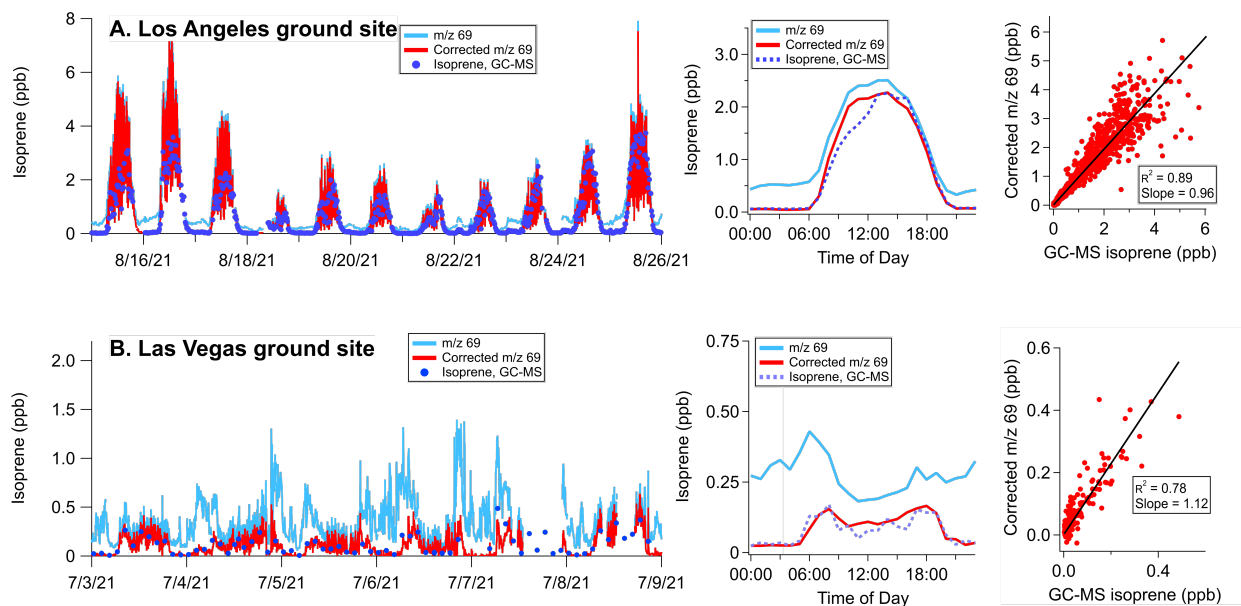 A. Los Angeles ground site
m/z 69
Corrected m/z 69
Isoprene, GC-MS
Isoprene (ppb)
8
6
4
2
0
8/16/21
8/18/21
8/20/21
8/22/21
8/24/21
8/26/21
m/z 69
Corrected m/z 69
Isoprene, GC-MS
Isoprene (ppb)
3.0
2.0
1.0
0.0
00:00
06:00
12:00
18:00
Time of Day
Corrected m/z 69 (ppb)
6
5
4
3
2
1
0
R² = 0.89
Slope = 0.96
0
2
4
6
GC-MS isoprene (ppb)
B. Las Vegas ground site
m/z 69
Corrected m/z 69
Isoprene, GC-MS
Isoprene (ppb)
2.0
1.5
1.0
0.5
0
7/3/21
7/4/21
7/5/21
7/6/21
7/7/21
7/8/21
7/9/21
m/z 69
Corrected m/z 69
Isoprene, GC-MS
Isoprene (ppb)
0.75
0.50
0.25
0
00:00
06:00
12:00
18:00
Time of Day
Corrected m/z 69 (ppb)
0.6
0.4
0.2
0.0
R² = 0.78
Slope = 1.12
0.0
0.4
GC-MS isoprene (ppb)